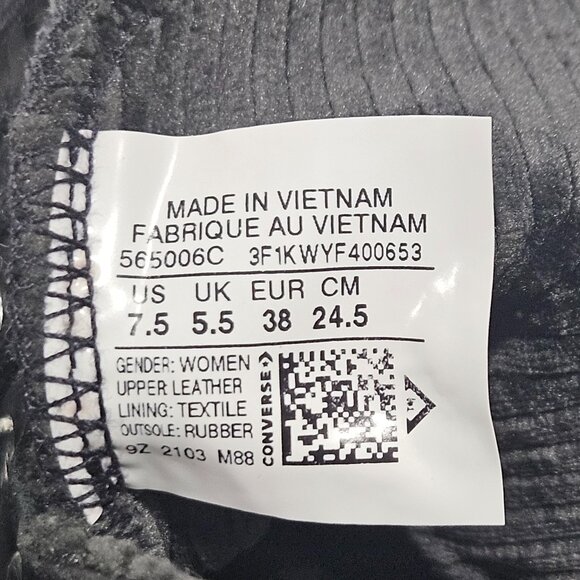 MADE IN VIETNAM
FABRIQUE AU VIETNAM
565006C 3F1KWYF400653
US UK EUR CM
7.5 5.5 38 24.5
GENDER: WOMEN
UPPER LEATHER
LINING: TEXTILE
OUTSOLE: RUBBER
9Z 2103 M88
CONVERSE